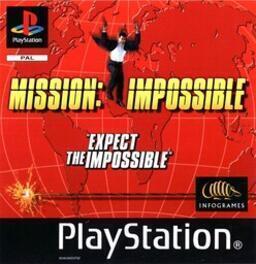 PlayStation
PAL
MISSION: IMPOSSIBLE
"EXPECT
THE IMPOSSIBLE"
INFOGRAMES
PlayStation®